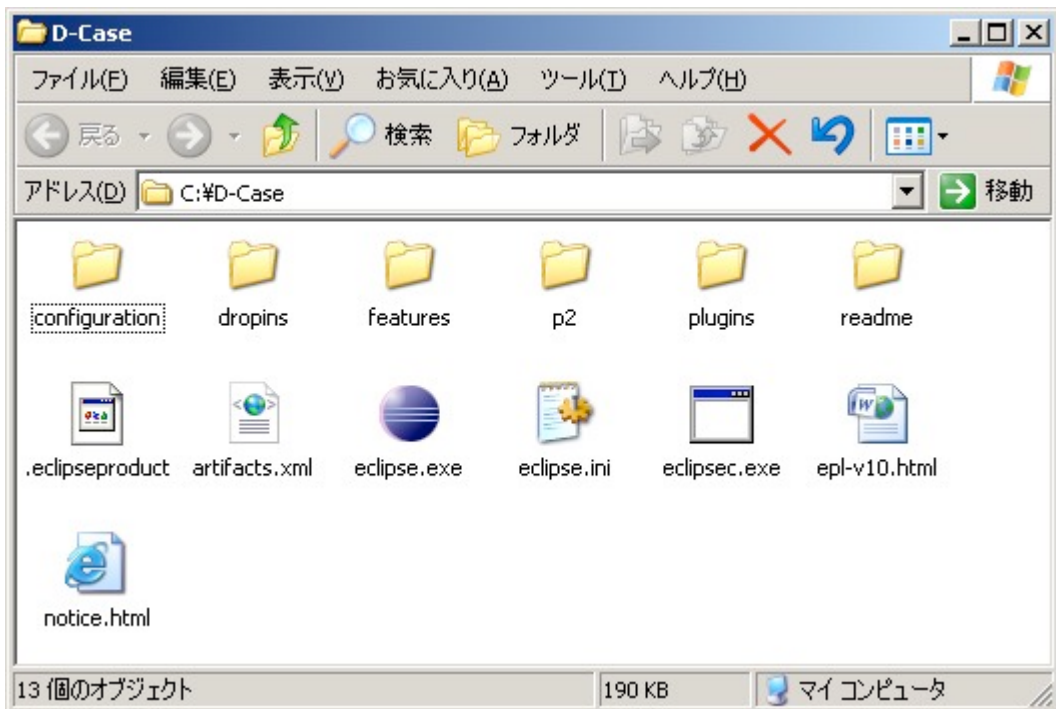 D-Case
ファイル(F) 編集(E) 表示(V) お気に入り(A) ツール(T) ヘルプ(H)
戻る 検索 フォルダ
アドレス(D) C:¥D-Case 移動
configuration dropins features p2 plugins readme
.eclipseproduct artifacts.xml eclipse.exe eclipse.ini eclipsec.exe epl-v10.html
notice.html
13 個のオブジェクト 190 KB マイ コンピュータ